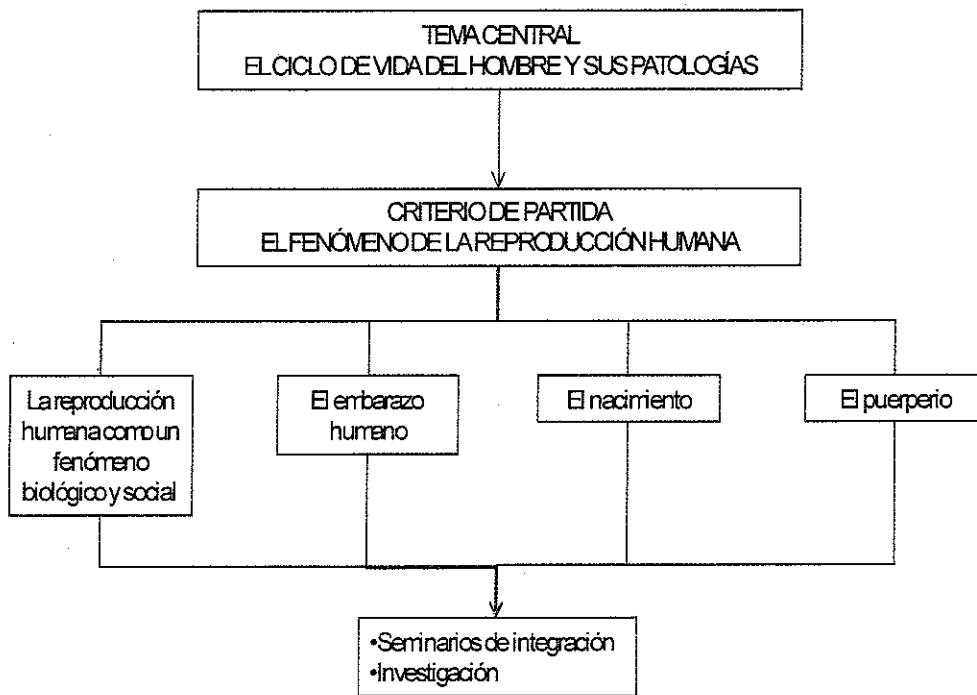 TEMA CENTRAL
EL CICLO DE VIDA DEL HOMBRE Y SUS PATOLOGÍAS
CRITERIO DE PARTIDA
EL FENÓMENO DE LA REPRODUCCIÓN HUMANA
La reproducción
humana como un
fenómeno
biológico y social
El embarazo
humano
El nacimiento
El puerperio
•Seminarios de integración
•Investigación